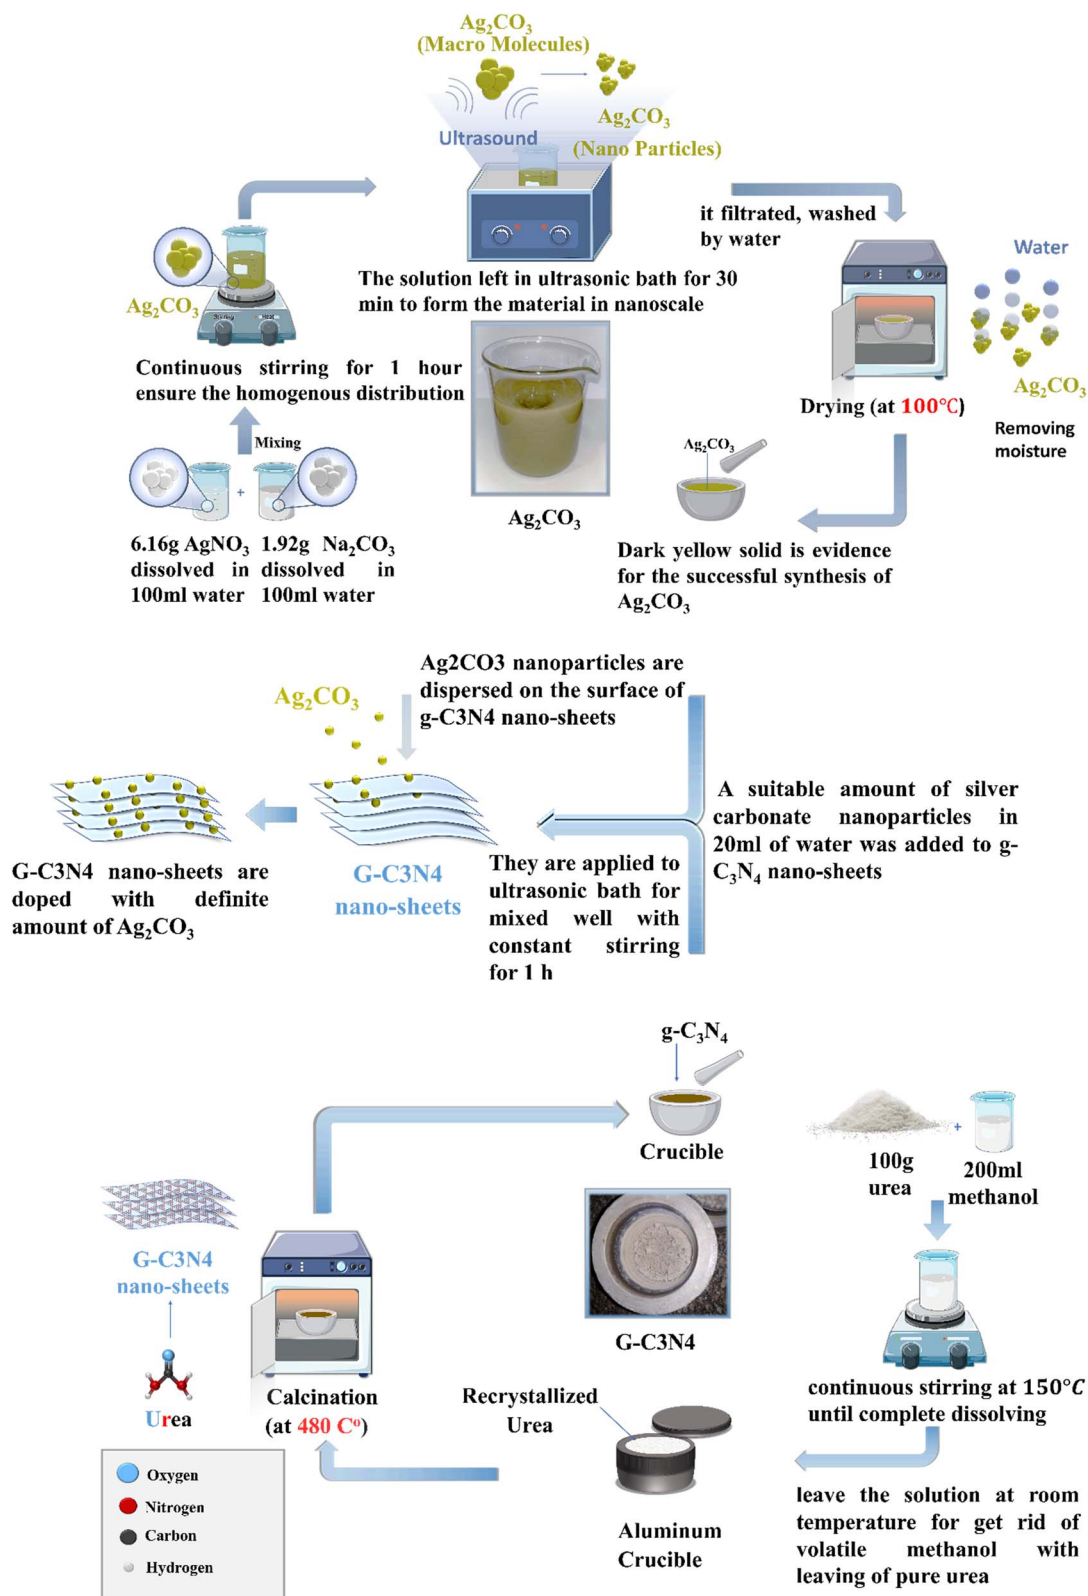 Ag₂CO₃
(Macro Molecules)
Ag₂CO₃
(Nano Particles)
Ultrasound
The solution left in ultrasonic bath for 30
min to form the material in nanoscale
it filtrated, washed
by water
Water
Ag₂CO₃
Removing
moisture
Drying (at 100℃)
Ag₂CO₃
Stirring
Heat
Continuous stirring for 1 hour
ensure the homogenous distribution
Mixing
+
6.16g AgNO₃
dissolved in
100ml water
1.92g Na₂CO₃
dissolved in
100ml water
Ag₂CO₃
Ag₂CO₃
Dark yellow solid is evidence
for the successful synthesis of
Ag₂CO₃
Ag2CO3 nanoparticles are
dispersed on the surface of
g-C3N4 nano-sheets
Ag₂CO₃
A suitable amount of silver
carbonate nanoparticles in
20ml of water was added to g-
C₃N₄ nano-sheets
G-C3N4
nano-sheets
They are applied to
ultrasonic bath for
mixed well with
constant stirring
for 1 h
G-C3N4 nano-sheets are
doped with definite
amount of Ag₂CO₃
g-C₃N₄
Crucible
100g
urea
+
200ml
methanol
G-C3N4
nano-sheets
G-C3N4
Urea
Calcination
(at 480 Cº)
Recrystallized
Urea
Aluminum
Crucible
continuous stirring at 150°C
until complete dissolving
leave the solution at room
temperature for get rid of
volatile methanol with
leaving of pure urea
Oxygen
Nitrogen
Carbon
Hydrogen